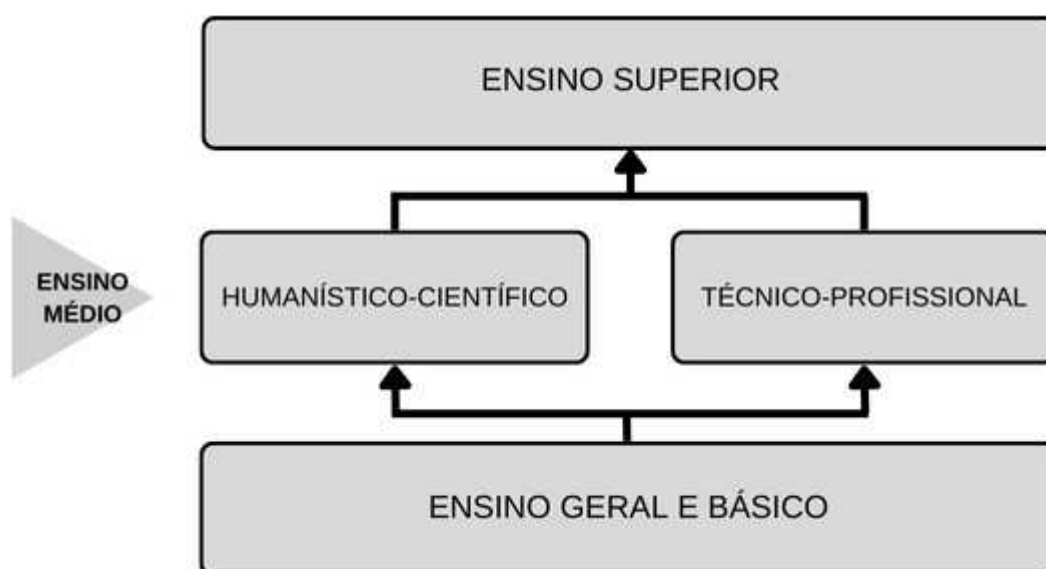 ENSINO SUPERIOR
ENSINO
MÉDIO
HUMANÍSTICO-CIENTÍFICO
TÉCNICO-PROFISSIONAL
ENSINO GERAL E BÁSICO